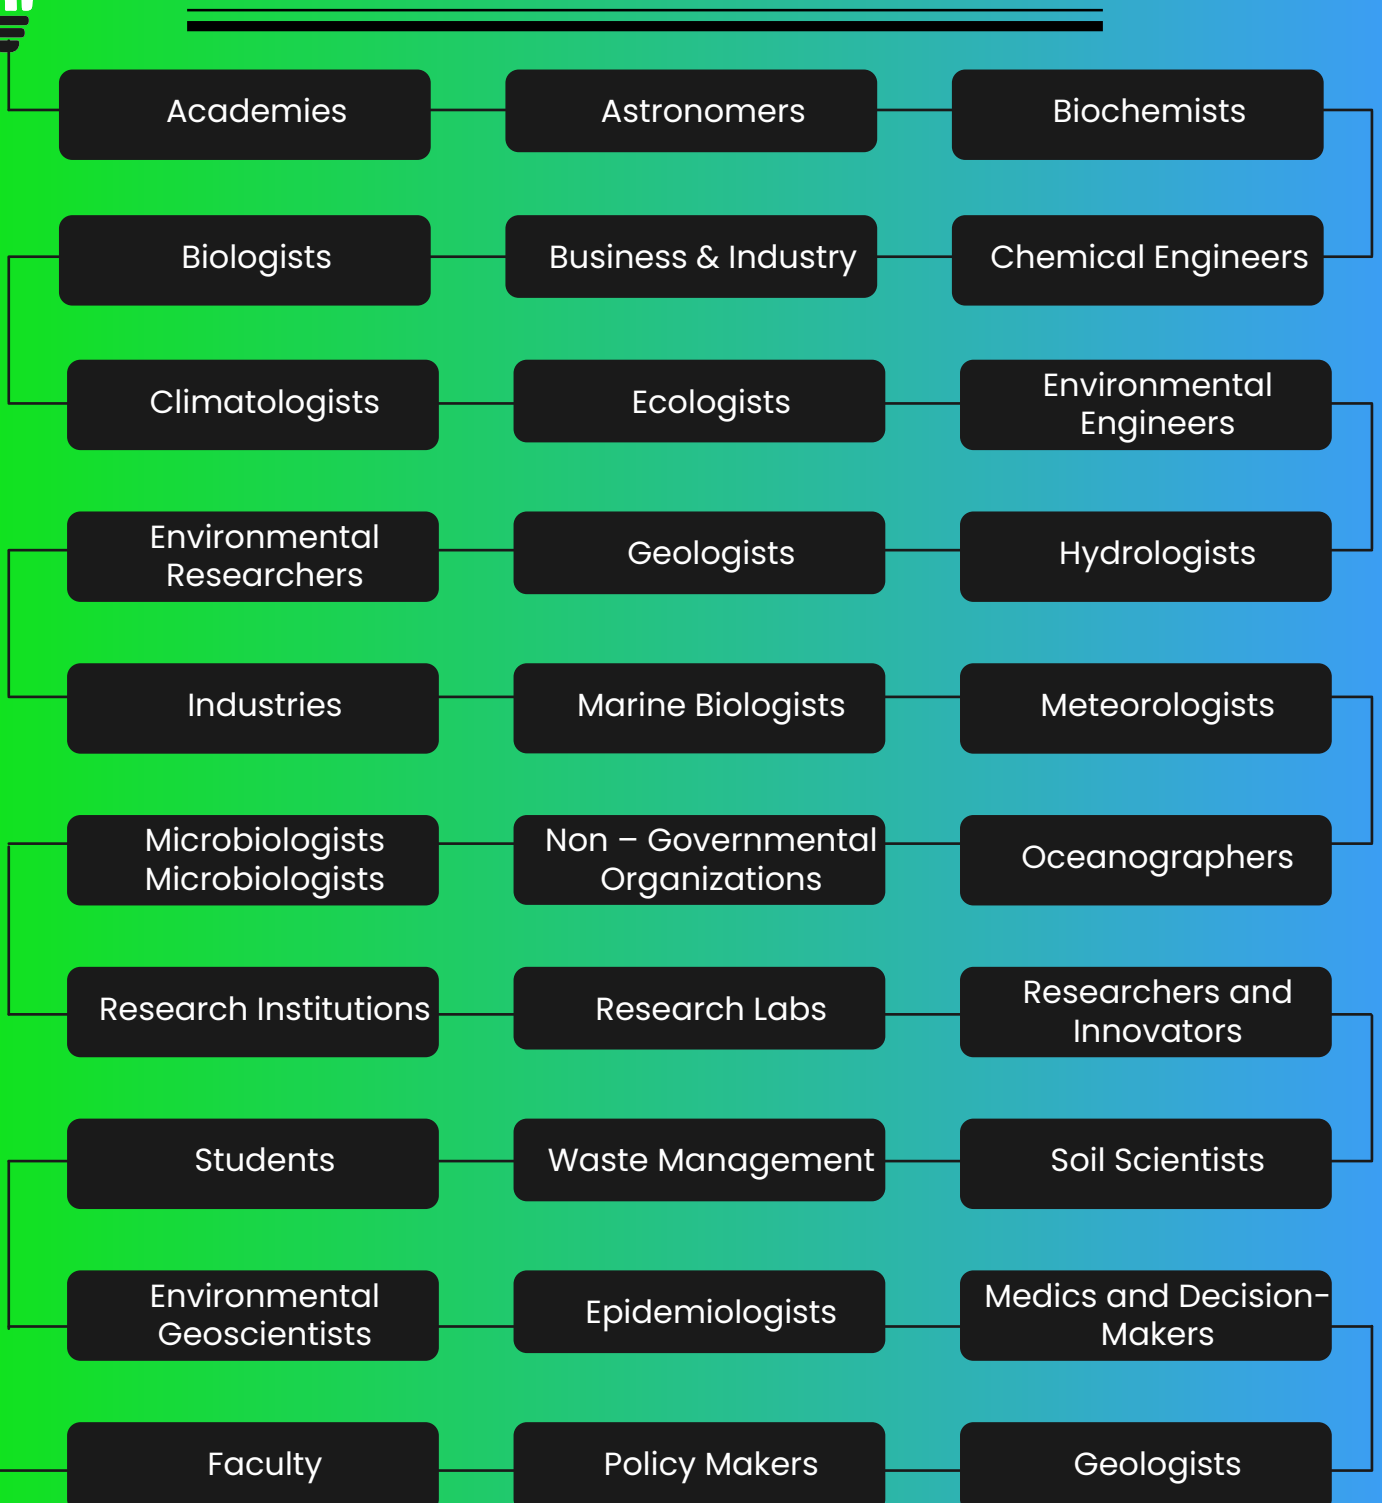 Academies
Astronomers
Biochemists
Biologists
Business & Industry
Chemical Engineers
Climatologists
Ecologists
Environmental
Engineers
Environmental
Researchers
Geologists
Hydrologists
Industries
Marine Biologists
Meteorologists
Microbiologists
Microbiologists
Non – Governmental
Organizations
Oceanographers
Research Institutions
Research Labs
Researchers and
Innovators
Students
Waste Management
Soil Scientists
Environmental
Geoscientists
Epidemiologists
Medics and Decision-
Makers
Faculty
Policy Makers
Geologists